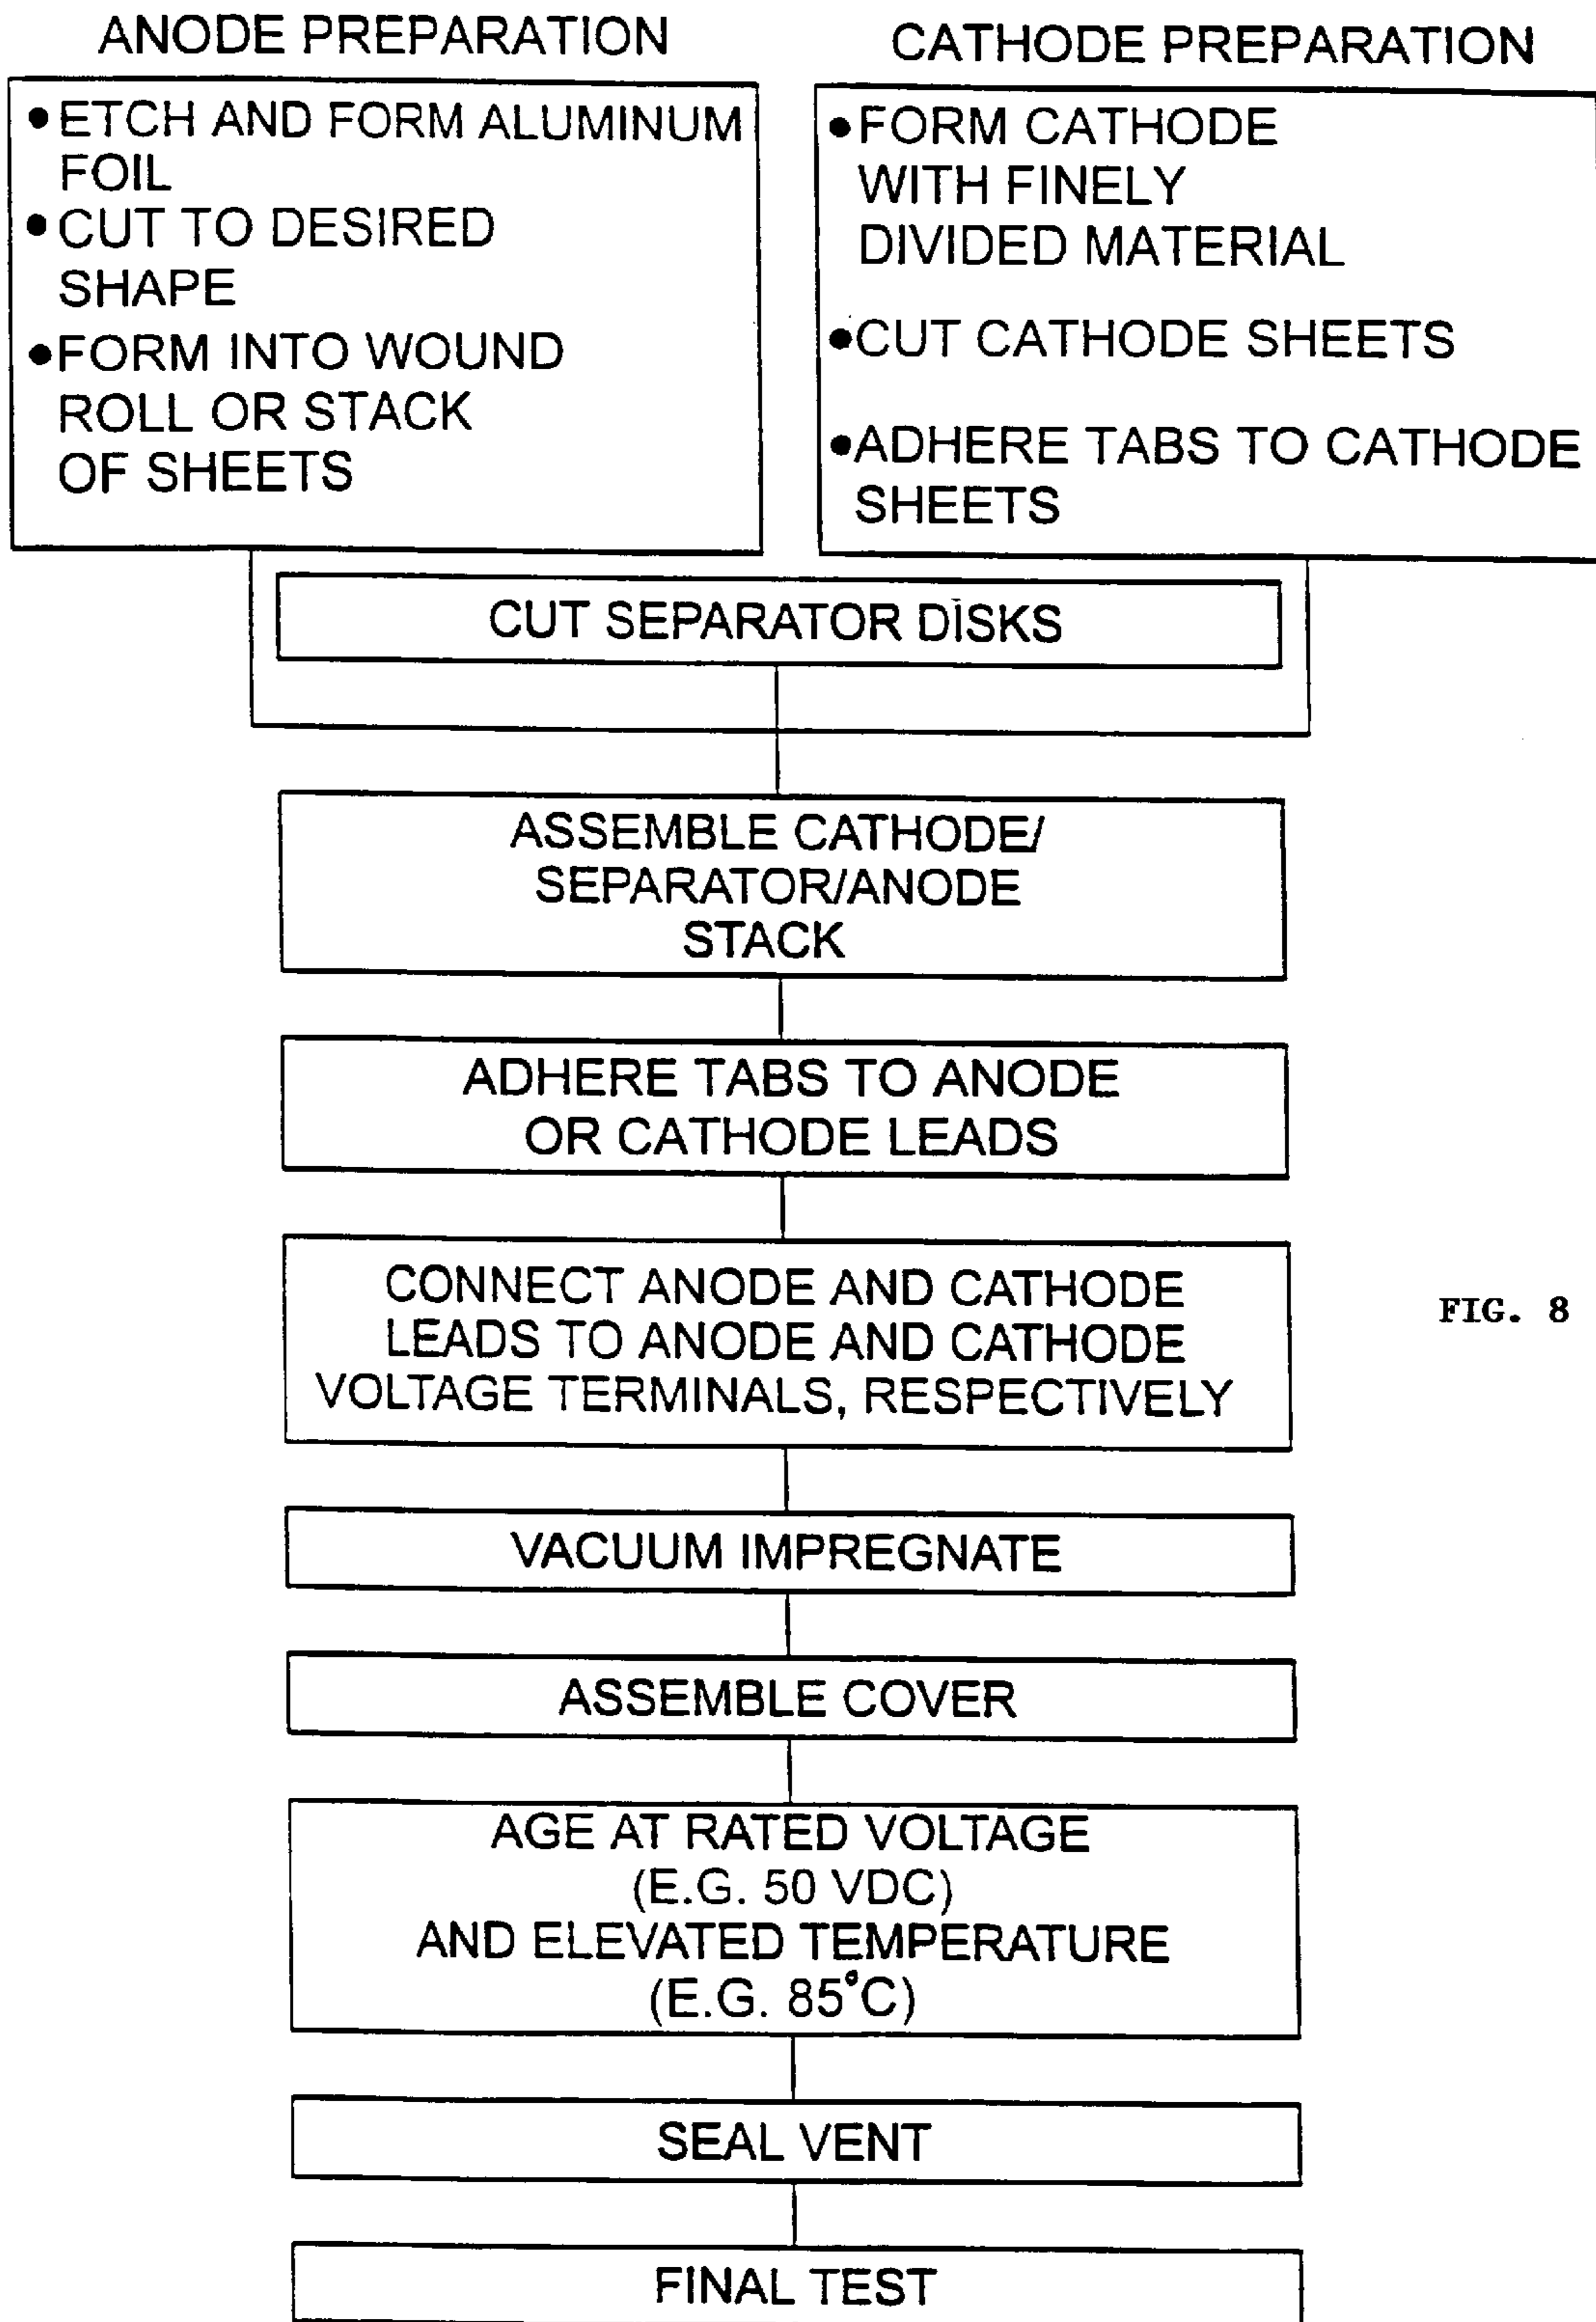 ANODE PREPARATION
• ETCH AND FORM ALUMINUM
FOIL
• CUT TO DESIRED
SHAPE
• FORM INTO WOUND
ROLL OR STACK
OF SHEETS
CATHODE PREPARATION
• FORM CATHODE
WITH FINELY
DIVIDED MATERIAL
• CUT CATHODE SHEETS
• ADHERE TABS TO CATHODE
SHEETS
CUT SEPARATOR DISKS
ASSEMBLE CATHODE/
SEPARATOR/ANODE
STACK
ADHERE TABS TO ANODE
OR CATHODE LEADS
CONNECT ANODE AND CATHODE
LEADS TO ANODE AND CATHODE
VOLTAGE TERMINALS, RESPECTIVELY
FIG. 8
VACUUM IMPREGNATE
ASSEMBLE COVER
AGE AT RATED VOLTAGE
(E.G. 50 VDC)
AND ELEVATED TEMPERATURE
(E.G. 85°C)
SEAL VENT
FINAL TEST